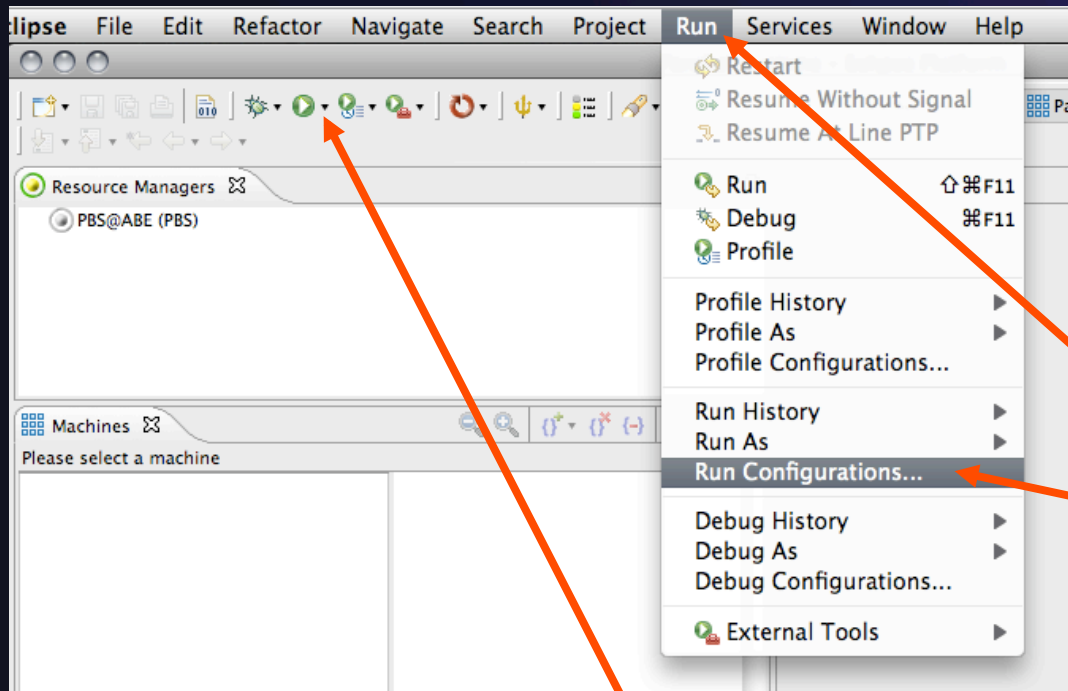 clipse File Edit Refactor Navigate Search Project Run Services Window Help
Restart
Resume Without Signal
Resume At Line PTP
010
Pa
Resource Managers
PBS@ABE (PBS)
Run ⇧⌘F11
Debug ⌘F11
Profile
Profile History
Profile As
Profile Configurations...
Machines
Please select a machine
Run History
Run As
Run Configurations...
Debug History
Debug As
Debug Configurations...
External Tools